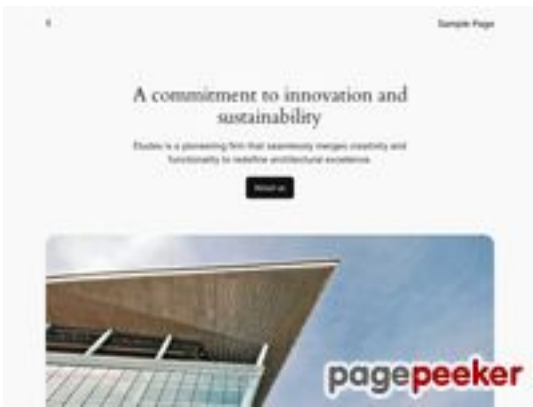 Sample Page
A commitment to innovation and
sustainability
Études is a pioneering firm that seamlessly merges creativity and
functionality to redefine architectural excellence.
About us
pagepeeker